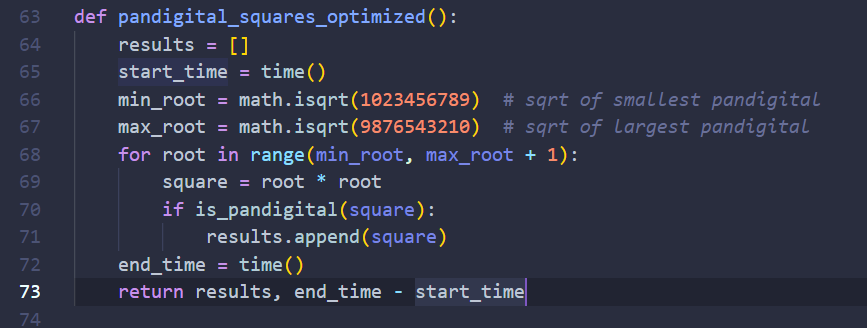 63 def pandigital_squares_optimized():
64     results = []
65     start_time = time()
66     min_root = math.isqrt(1023456789)  # sqrt of smallest pandigital
67     max_root = math.isqrt(9876543210)  # sqrt of largest pandigital
68     for root in range(min_root, max_root + 1):
69         square = root * root
70         if is_pandigital(square):
71             results.append(square)
72     end_time = time()
73     return results, end_time - start_time
74